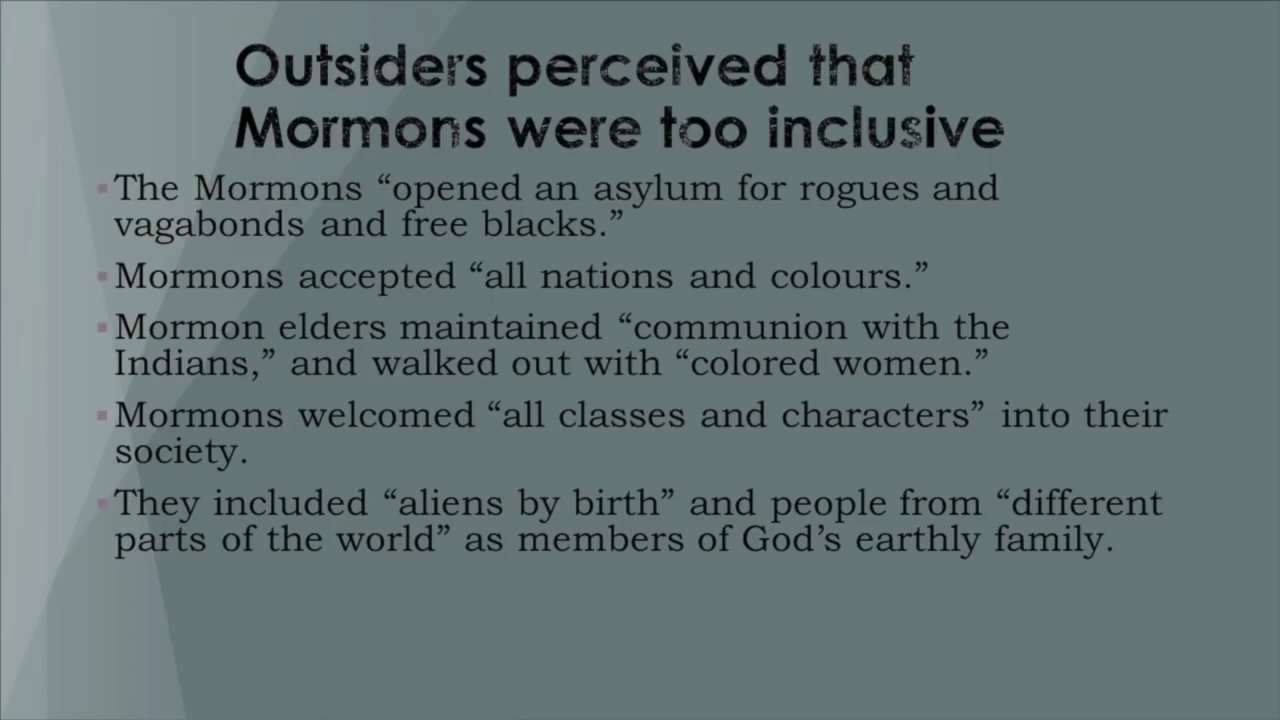 Outsiders perceived that
Mormons were too inclusive
▪The Mormons “opened an asylum for rogues and
vagabonds and free blacks.”
▪Mormons accepted “all nations and colours.”
▪Mormon elders maintained “communion with the
Indians,” and walked out with “colored women.”
▪Mormons welcomed “all classes and characters” into their
society.
▪They included “aliens by birth” and people from “different
parts of the world” as members of God’s earthly family.